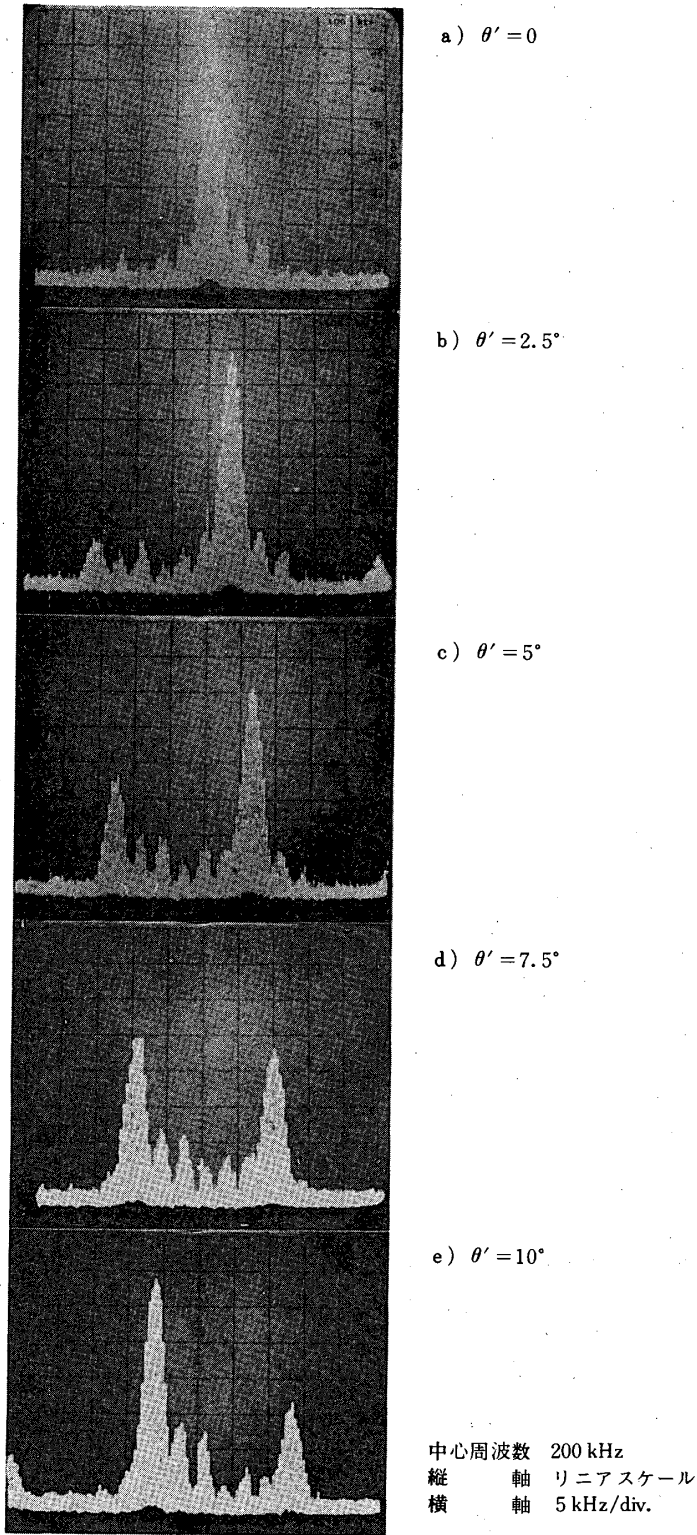 a) θ′=0
b) θ′=2.5°
c) θ′=5°
d) θ′=7.5°
e) θ′=10°
中心周波数 200 kHz
縦 軸 リニアスケール
横 軸 5 kHz/div.